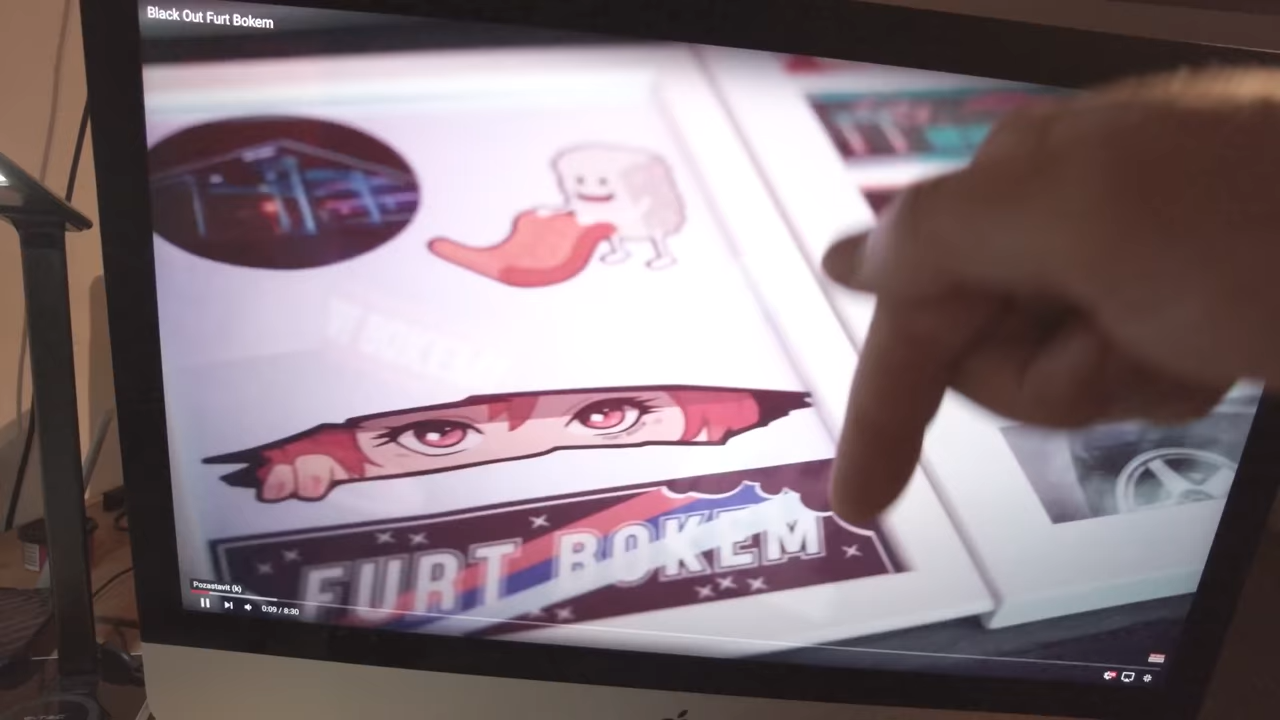 Black Out Furt Bokem
FURT BOKEM
Pozastavit (k)
0:09 / 8:30